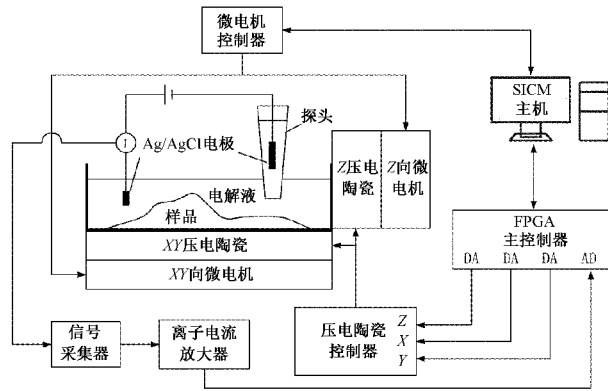 微电机
控制器
SICM
主机
探头
I
Ag/AgCl电极
Z压电
陶瓷
Z向微
电机
电解液
样品
XY压电陶瓷
XY向微电机
FPGA
主控制器
DA DA DA AD
信号
采集器
离子电流
放大器
压电陶瓷
控制器
Z
X
Y